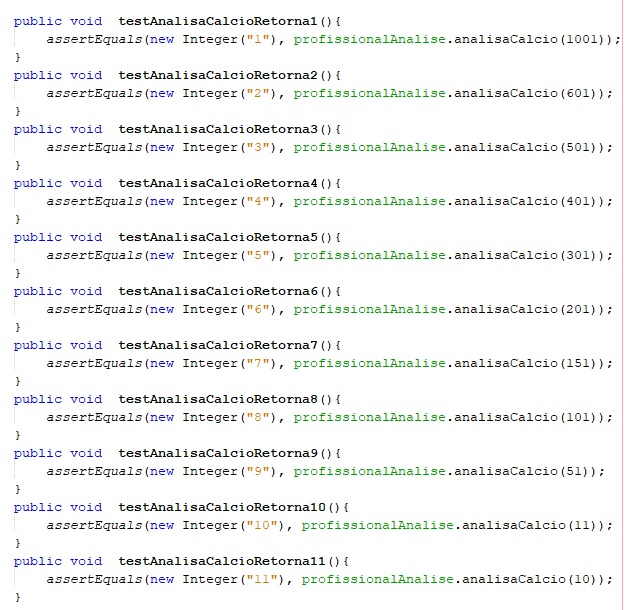 public void  testAnalisaCalcioRetorna1(){
    assertEquals(new Integer("1"), profissionalAnalise.analisaCalcio(1001));
}
public void  testAnalisaCalcioRetorna2(){
    assertEquals(new Integer("2"), profissionalAnalise.analisaCalcio(601));
}
public void  testAnalisaCalcioRetorna3(){
    assertEquals(new Integer("3"), profissionalAnalise.analisaCalcio(501));
}
public void  testAnalisaCalcioRetorna4(){
    assertEquals(new Integer("4"), profissionalAnalise.analisaCalcio(401));
}
public void  testAnalisaCalcioRetorna5(){
    assertEquals(new Integer("5"), profissionalAnalise.analisaCalcio(301));
}
public void  testAnalisaCalcioRetorna6(){
    assertEquals(new Integer("6"), profissionalAnalise.analisaCalcio(201));
}
public void  testAnalisaCalcioRetorna7(){
    assertEquals(new Integer("7"), profissionalAnalise.analisaCalcio(151));
}
public void  testAnalisaCalcioRetorna8(){
    assertEquals(new Integer("8"), profissionalAnalise.analisaCalcio(101));
}
public void  testAnalisaCalcioRetorna9(){
    assertEquals(new Integer("9"), profissionalAnalise.analisaCalcio(51));
}
public void  testAnalisaCalcioRetorna10(){
    assertEquals(new Integer("10"), profissionalAnalise.analisaCalcio(11));
}
public void  testAnalisaCalcioRetorna11(){
    assertEquals(new Integer("11"), profissionalAnalise.analisaCalcio(10));
}